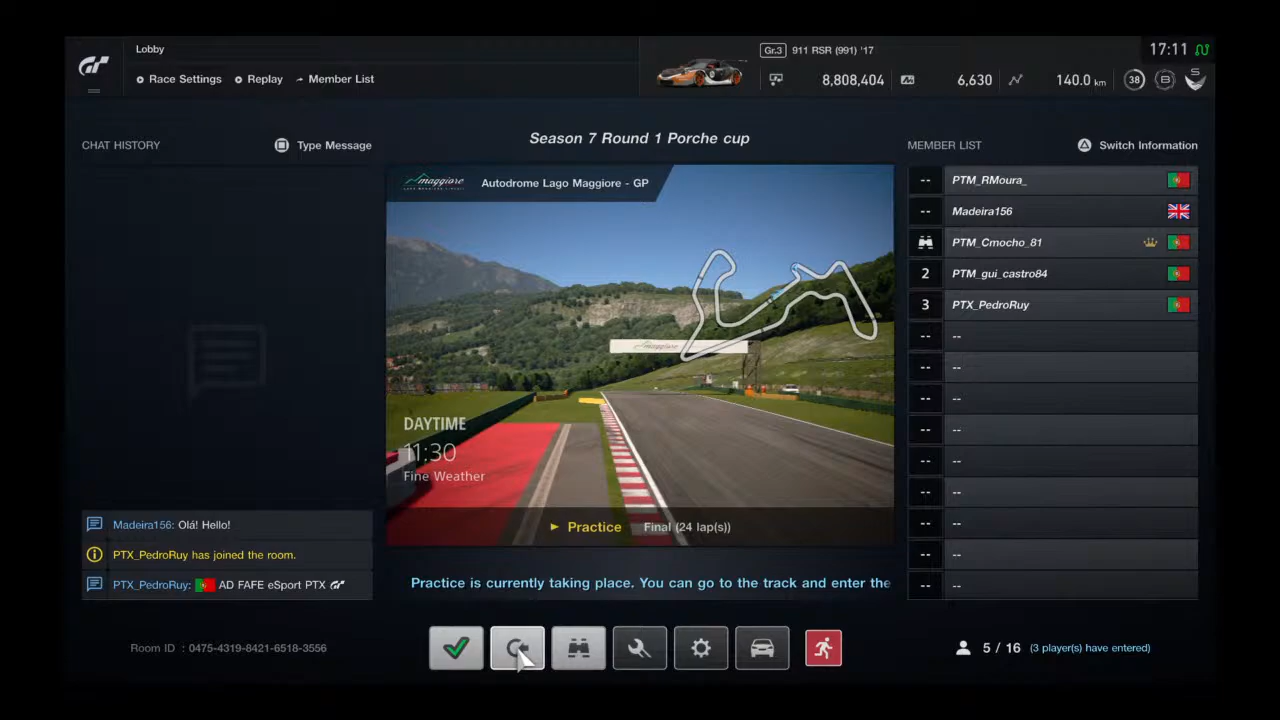 Lobby
Race Settings Replay Member List
Gr.3 911 RSR (991) '17
17:11
8,808,404 6,630 140.0 km 38 B S
CHAT HISTORY Type Message
Season 7 Round 1 Porche cup
MEMBER LIST Switch Information
maggiore Autodrome Lago Maggiore - GP
-- PTM_RMoura_
-- Madeira156
PTM_Cmocho_81
2 PTM_gui_castro84
3 PTX_PedroRuy
-- --
-- --
-- --
-- --
-- --
-- --
-- --
-- --
-- --
maggiore
DAYTIME
11:30
Fine Weather
Practice Final (24 lap(s))
Madeira156: Olá! Hello!
PTX_PedroRuy has joined the room.
PTX_PedroRuy: AD FAFE eSport PTX GT
Practice is currently taking place. You can go to the track and enter the
Room ID : 0475-4319-8421-6518-3556
5 / 16 (3 player(s) have entered)